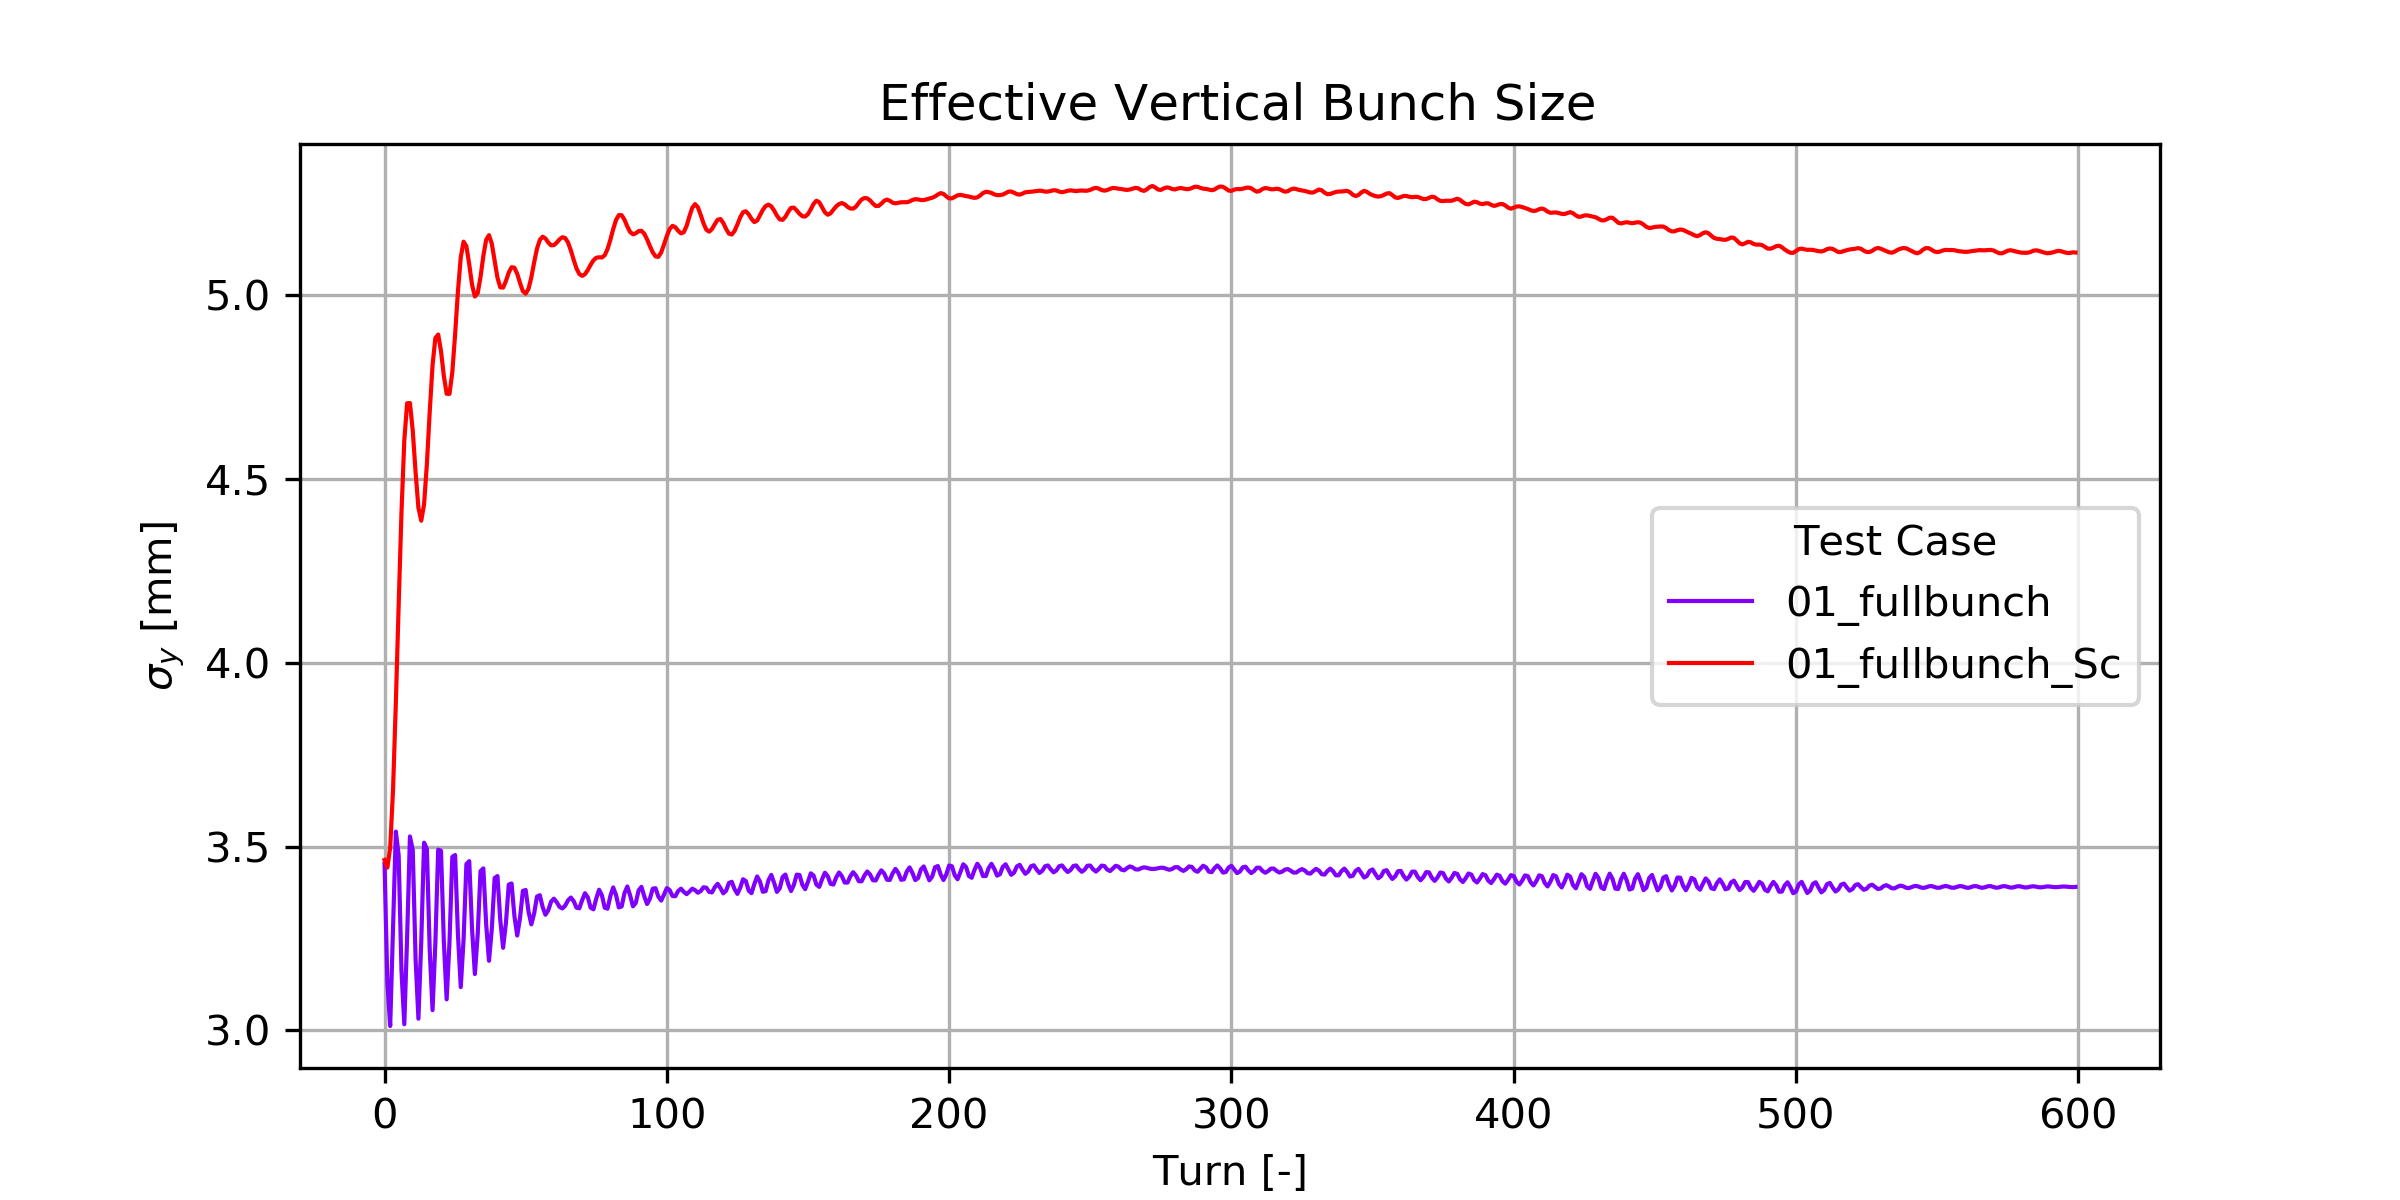 Effective Vertical Bunch Size
σy [mm]
5.0
4.5
4.0
3.5
3.0
Test Case
01_fullbunch
01_fullbunch_Sc
0 100 200 300 400 500 600
Turn [-]